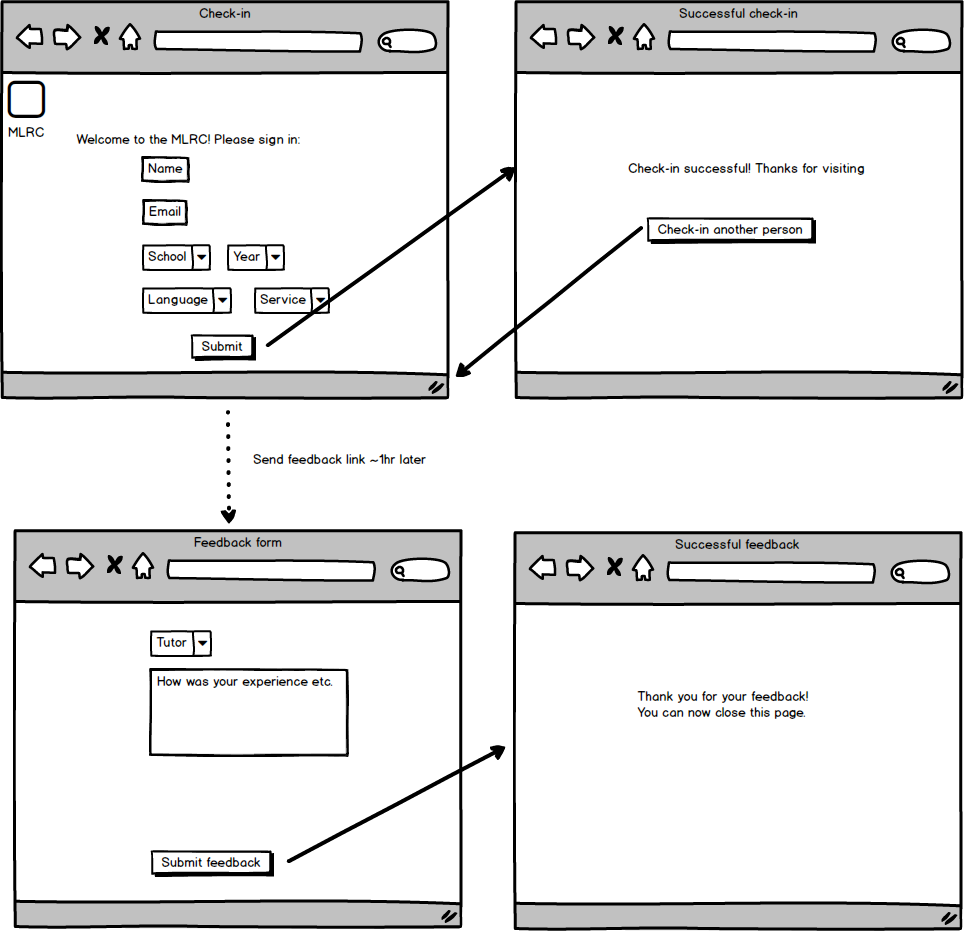 Check-in
MLRC
Welcome to the MLRC! Please sign in:
Name
Email
School Year
Language Service
Submit
Successful check-in
Check-in successful! Thanks for visiting
Check-in another person
Send feedback link ~1hr later
Feedback form
Tutor
How was your experience etc.
Submit feedback
Successful feedback
Thank you for your feedback!
You can now close this page.